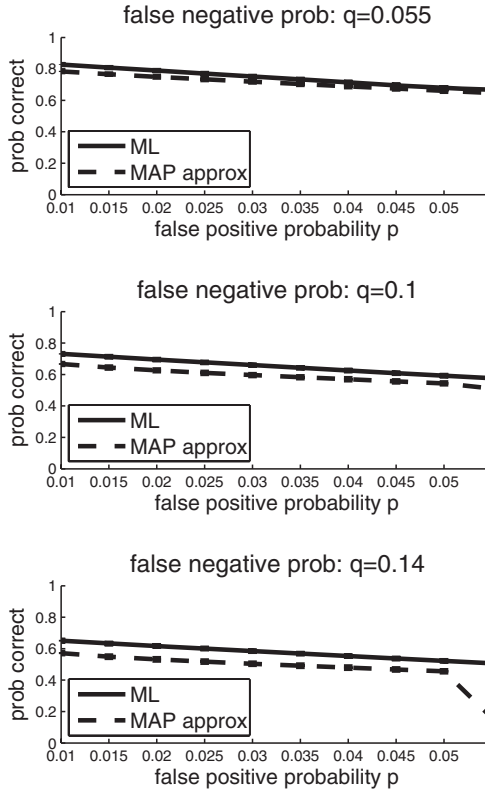 false negative prob: q=0.055
1
0.8
0.6
0.4
0.2
0
prob correct
ML
MAP approx
0.01 0.015 0.02 0.025 0.03 0.035 0.04 0.045 0.05
false positive probability p
false negative prob: q=0.1
1
0.8
0.6
0.4
0.2
0
prob correct
ML
MAP approx
0.01 0.015 0.02 0.025 0.03 0.035 0.04 0.045 0.05
false positive probability p
false negative prob: q=0.14
1
0.8
0.6
0.4
0.2
0
prob correct
ML
MAP approx
0.01 0.015 0.02 0.025 0.03 0.035 0.04 0.045 0.05
false positive probability p